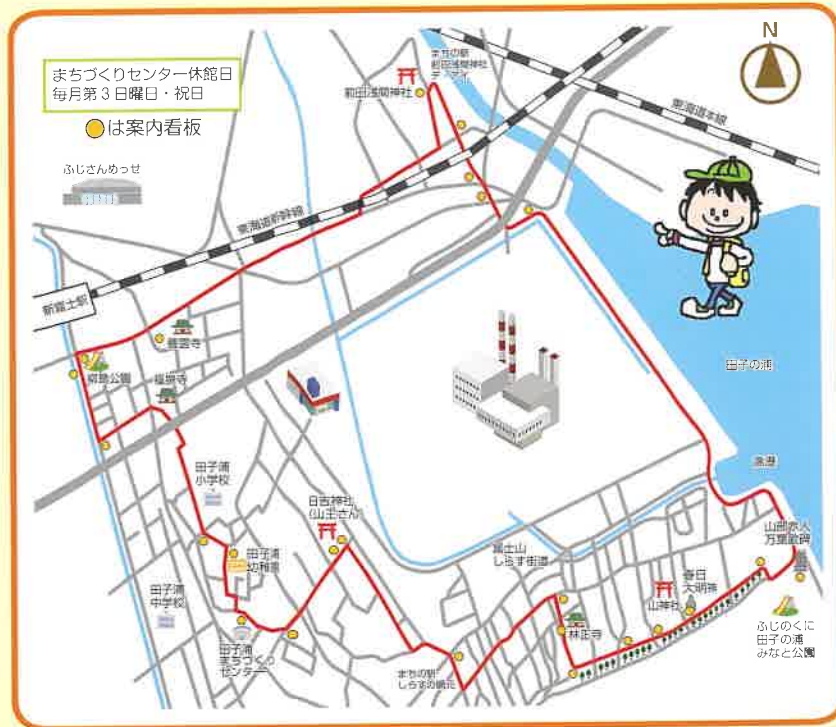 まちづくりセンター休館日
毎月第3日曜日・祝日
は案内看板
ふじさんめっせ
まちの駅
前田浅間神社
N
東海道本線
東海道新幹線
新富士駅
柳島公園
福泉寺
田子浦
小学校
日吉神社
(山王さん)
田子浦
幼稚園
田子浦
中学校
田子浦
まちづくり
センター
まちの駅
しらすの網元
富士山
しらす街道
林正寺
山神社
春日
大明神
田子の浦
漁港
山部赤人
万葉歌碑
ふじのくに
田子の浦
みなと公園